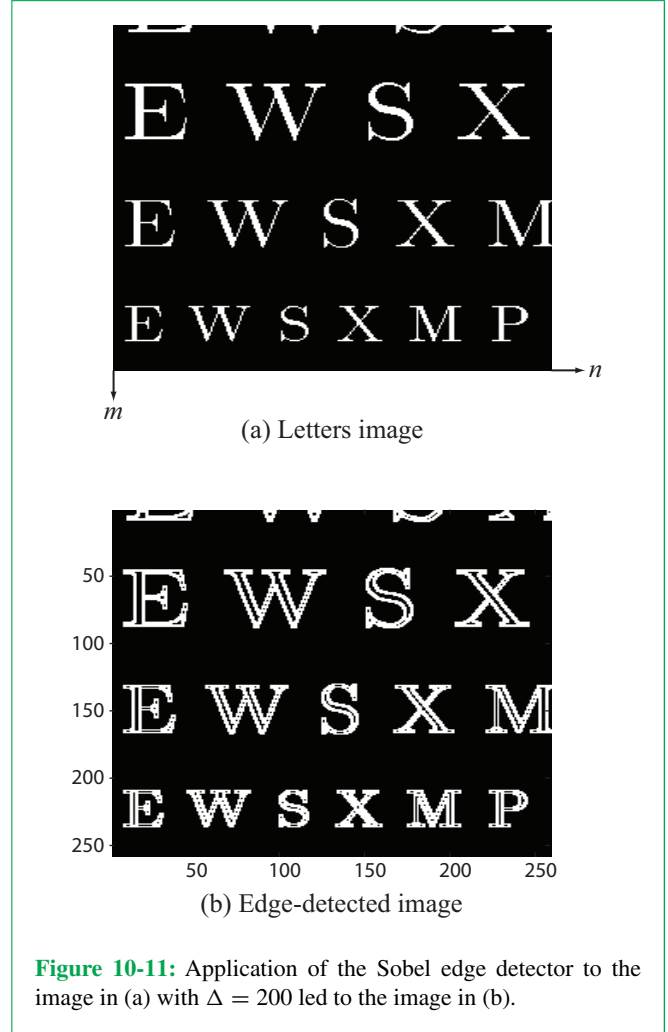 E W S X
E W S X M
E W S X M P
n
m
(a) Letters image
50
E W S X
100
150
E W S X M
200
E W S X M P
250
50 100 150 200 250
(b) Edge-detected image
Figure 10-11: Application of the Sobel edge detector to the
image in (a) with Δ = 200 led to the image in (b).